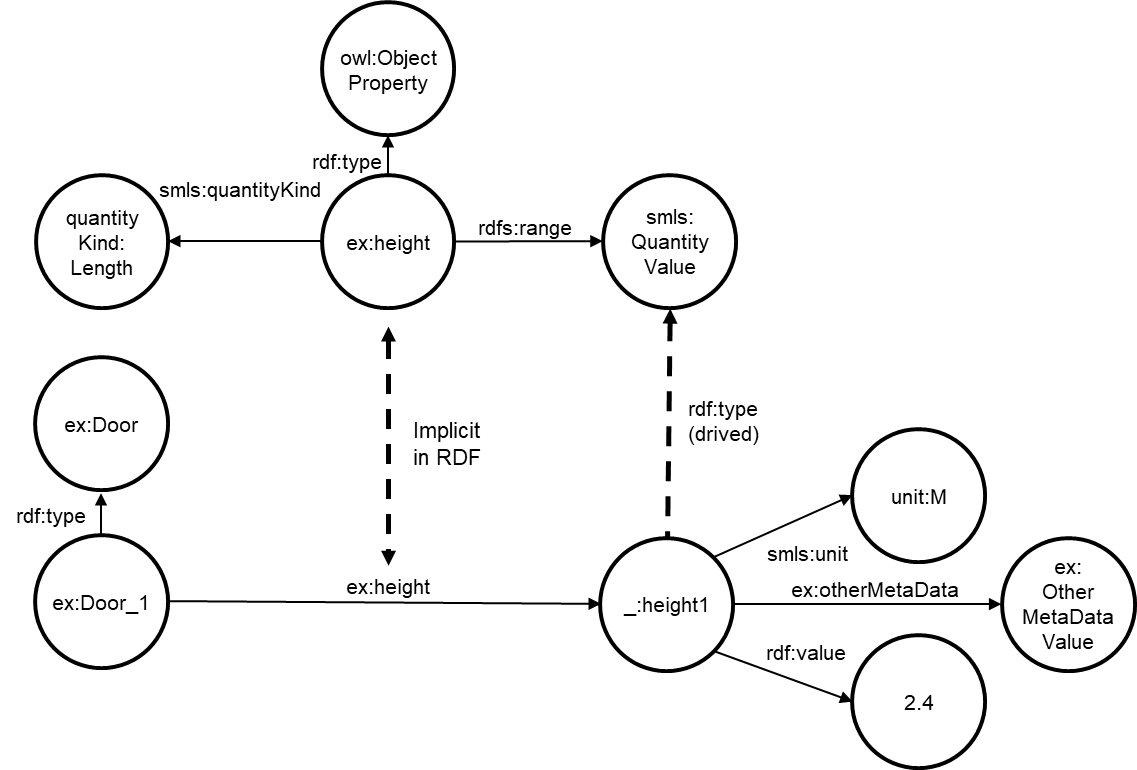 owl:Object
Property
rdf:type
smls:quantityKind
quantity
Kind:
Length
ex:height
rdfs:range
smls:
Quantity
Value
ex:Door
Implicit
in RDF
rdf:type
(drived)
unit:M
rdf:type
smls:unit
ex:Door_1
ex:height
_:height1
ex:otherMetaData
ex:
Other
MetaData
Value
rdf:value
2.4